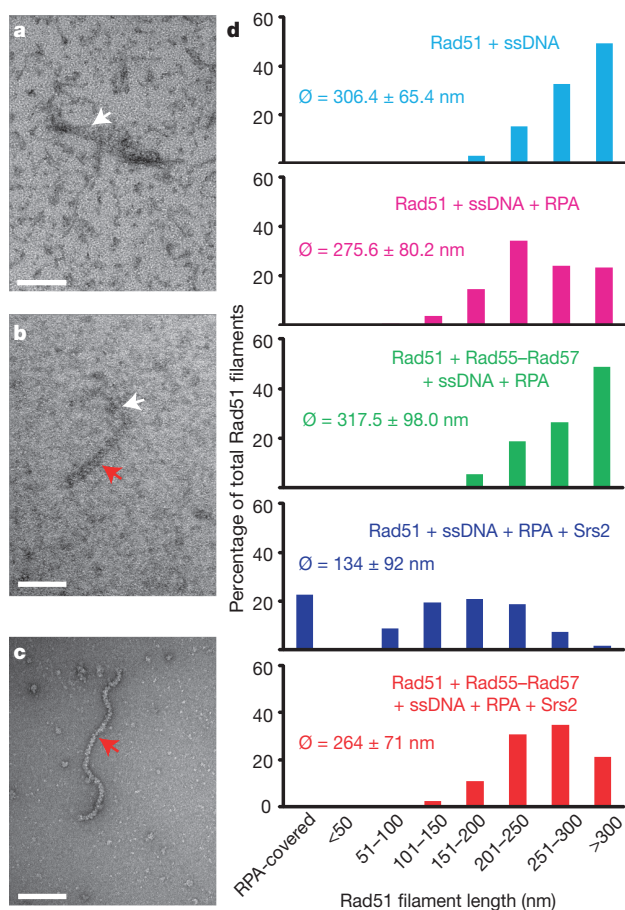 a
b
c
d
Percentage of total Rad51 filaments
60
40
20
Rad51 + ssDNA
Ø = 306.4 ± 65.4 nm
60
40
20
Rad51 + ssDNA + RPA
Ø = 275.6 ± 80.2 nm
60
40
20
Rad51 + Rad55–Rad57
+ ssDNA + RPA
Ø = 317.5 ± 98.0 nm
60
40
20
Rad51 + ssDNA + RPA + Srs2
Ø = 134 ± 92 nm
60
40
20
0
Rad51 + Rad55–Rad57
+ ssDNA + RPA + Srs2
Ø = 264 ± 71 nm
RPA-covered
<50
51–100
101–150
151–200
201–250
251–300
>300
Rad51 filament length (nm)